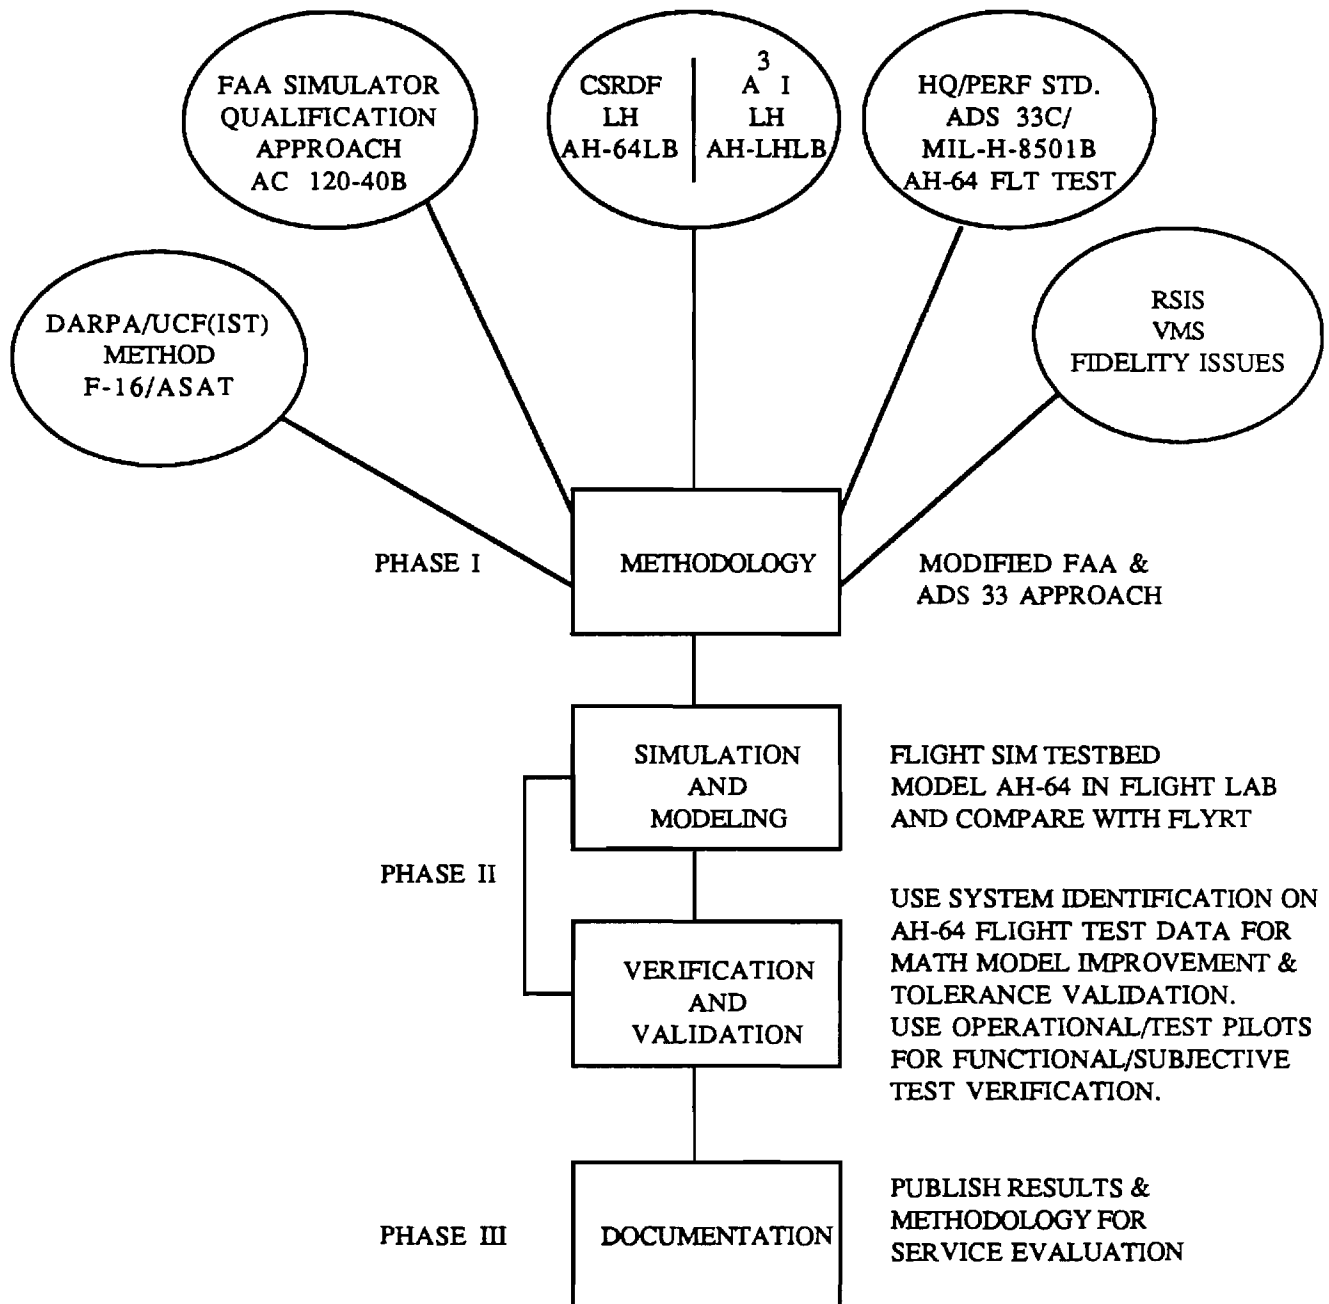 FAA SIMULATOR
QUALIFICATION
APPROACH
AC 120-40B
CSRDF
LH
AH-64LB
A³ I
LH
AH-LHLB
HQ/PERF STD.
ADS 33C/
MIL-H-8501B
AH-64 FLT TEST
DARPA/UCF(IST)
METHOD
F-16/ASAT
RSIS
VMS
FIDELITY ISSUES
PHASE I
METHODOLOGY
MODIFIED FAA &
ADS 33 APPROACH
SIMULATION
AND
MODELING
FLIGHT SIM TESTBED
MODEL AH-64 IN FLIGHT LAB
AND COMPARE WITH FLYRT
PHASE II
VERIFICATION
AND
VALIDATION
USE SYSTEM IDENTIFICATION ON
AH-64 FLIGHT TEST DATA FOR
MATH MODEL IMPROVEMENT &
TOLERANCE VALIDATION.
USE OPERATIONAL/TEST PILOTS
FOR FUNCTIONAL/SUBJECTIVE
TEST VERIFICATION.
PHASE III
DOCUMENTATION
PUBLISH RESULTS &
METHODOLOGY FOR
SERVICE EVALUATION